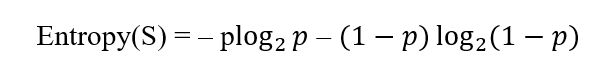 Entropy(S) = – plog₂ 𝑝 – (1 − 𝑝) log₂(1 − 𝑝)